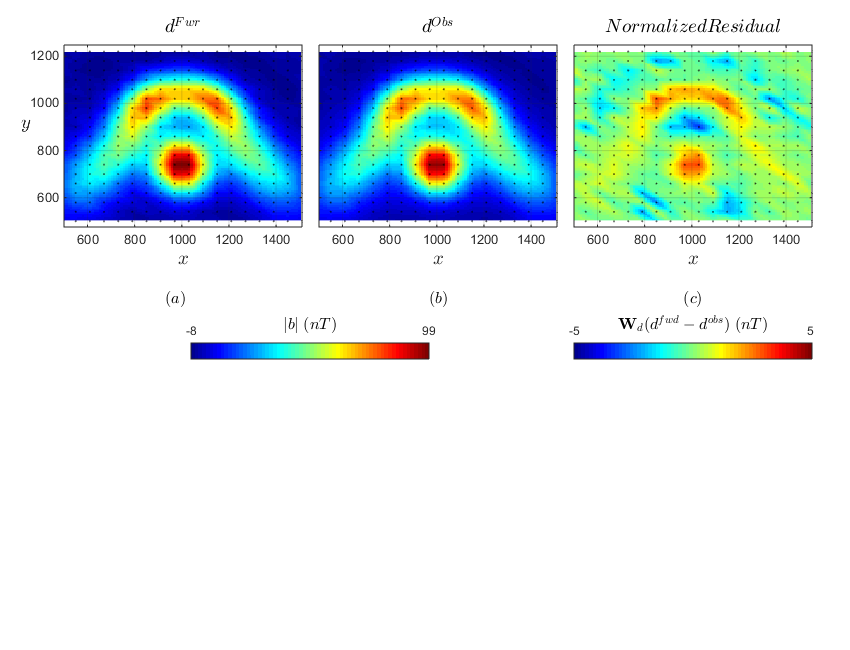 d^Fwr
d^Obs
NormalizedResidual
1200
1000
800
600
y
600 800 1000 1200 1400
600 800 1000 1200 1400
600 800 1000 1200 1400
x
x
x
(a)
(b)
(c)
-8 |b| (nT) 99
-5 W_d(d^fwd − d^obs) (nT) 5